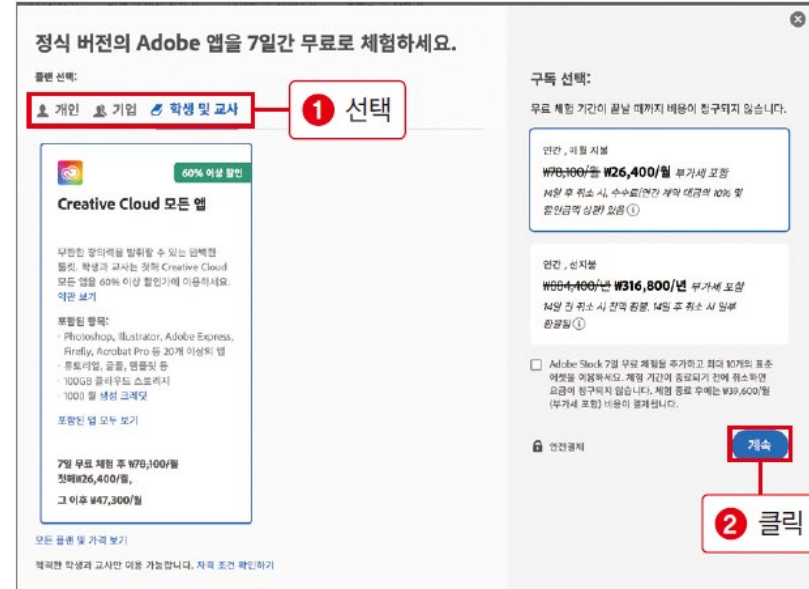 정식 버전의 Adobe 앱을 7일간 무료로 체험하세요.
플랜 선택:
개인 기업 학생 및 교사
1 선택
60% 이상 할인
Creative Cloud 모든 앱
무한한 창의력을 발휘할 수 있는 완벽한
툴킷. 학생과 교사는 첫해 Creative Cloud
모든 앱을 60% 이상 할인가에 이용하세요.
약관 보기
포함된 항목:
· Photoshop, Illustrator, Adobe Express,
Firefly, Acrobat Pro 등 20개 이상의 앱
· 튜토리얼, 글꼴, 템플릿 등
· 100GB 클라우드 스토리지
· 1000 월 생성 크레딧
포함된 앱 모두 보기
7일 무료 체험 후 ₩78,100/월
첫해₩26,400/월,
그 이후 ₩47,300/월
모든 플랜 및 가격 보기
적격한 학생과 교사만 이용 가능합니다. 자격 조건 확인하기
구독 선택:
무료 체험 기간이 끝날 때까지 비용이 청구되지 않습니다.
연간, 매월 지불
₩78,100/월 ₩26,400/월 부가세 포함
14일 후 취소 시, 수수료(연간 계약 대금의 10% 및
할인금액 상환) 있음
연간, 선지불
₩884,400/년 ₩316,800/년 부가세 포함
14일 전 취소 시 전액 환불, 14일 후 취소 시 일부
환불됨
Adobe Stock 7일 무료 체험을 추가하고 최대 10개의 표준
에셋을 이용하세요. 체험 기간이 종료되기 전에 취소하면
요금이 청구되지 않습니다. 체험 종료 후에는 ₩39,600/월
(부가세 포함) 비용이 결제됩니다.
안전결제
계속
2 클릭